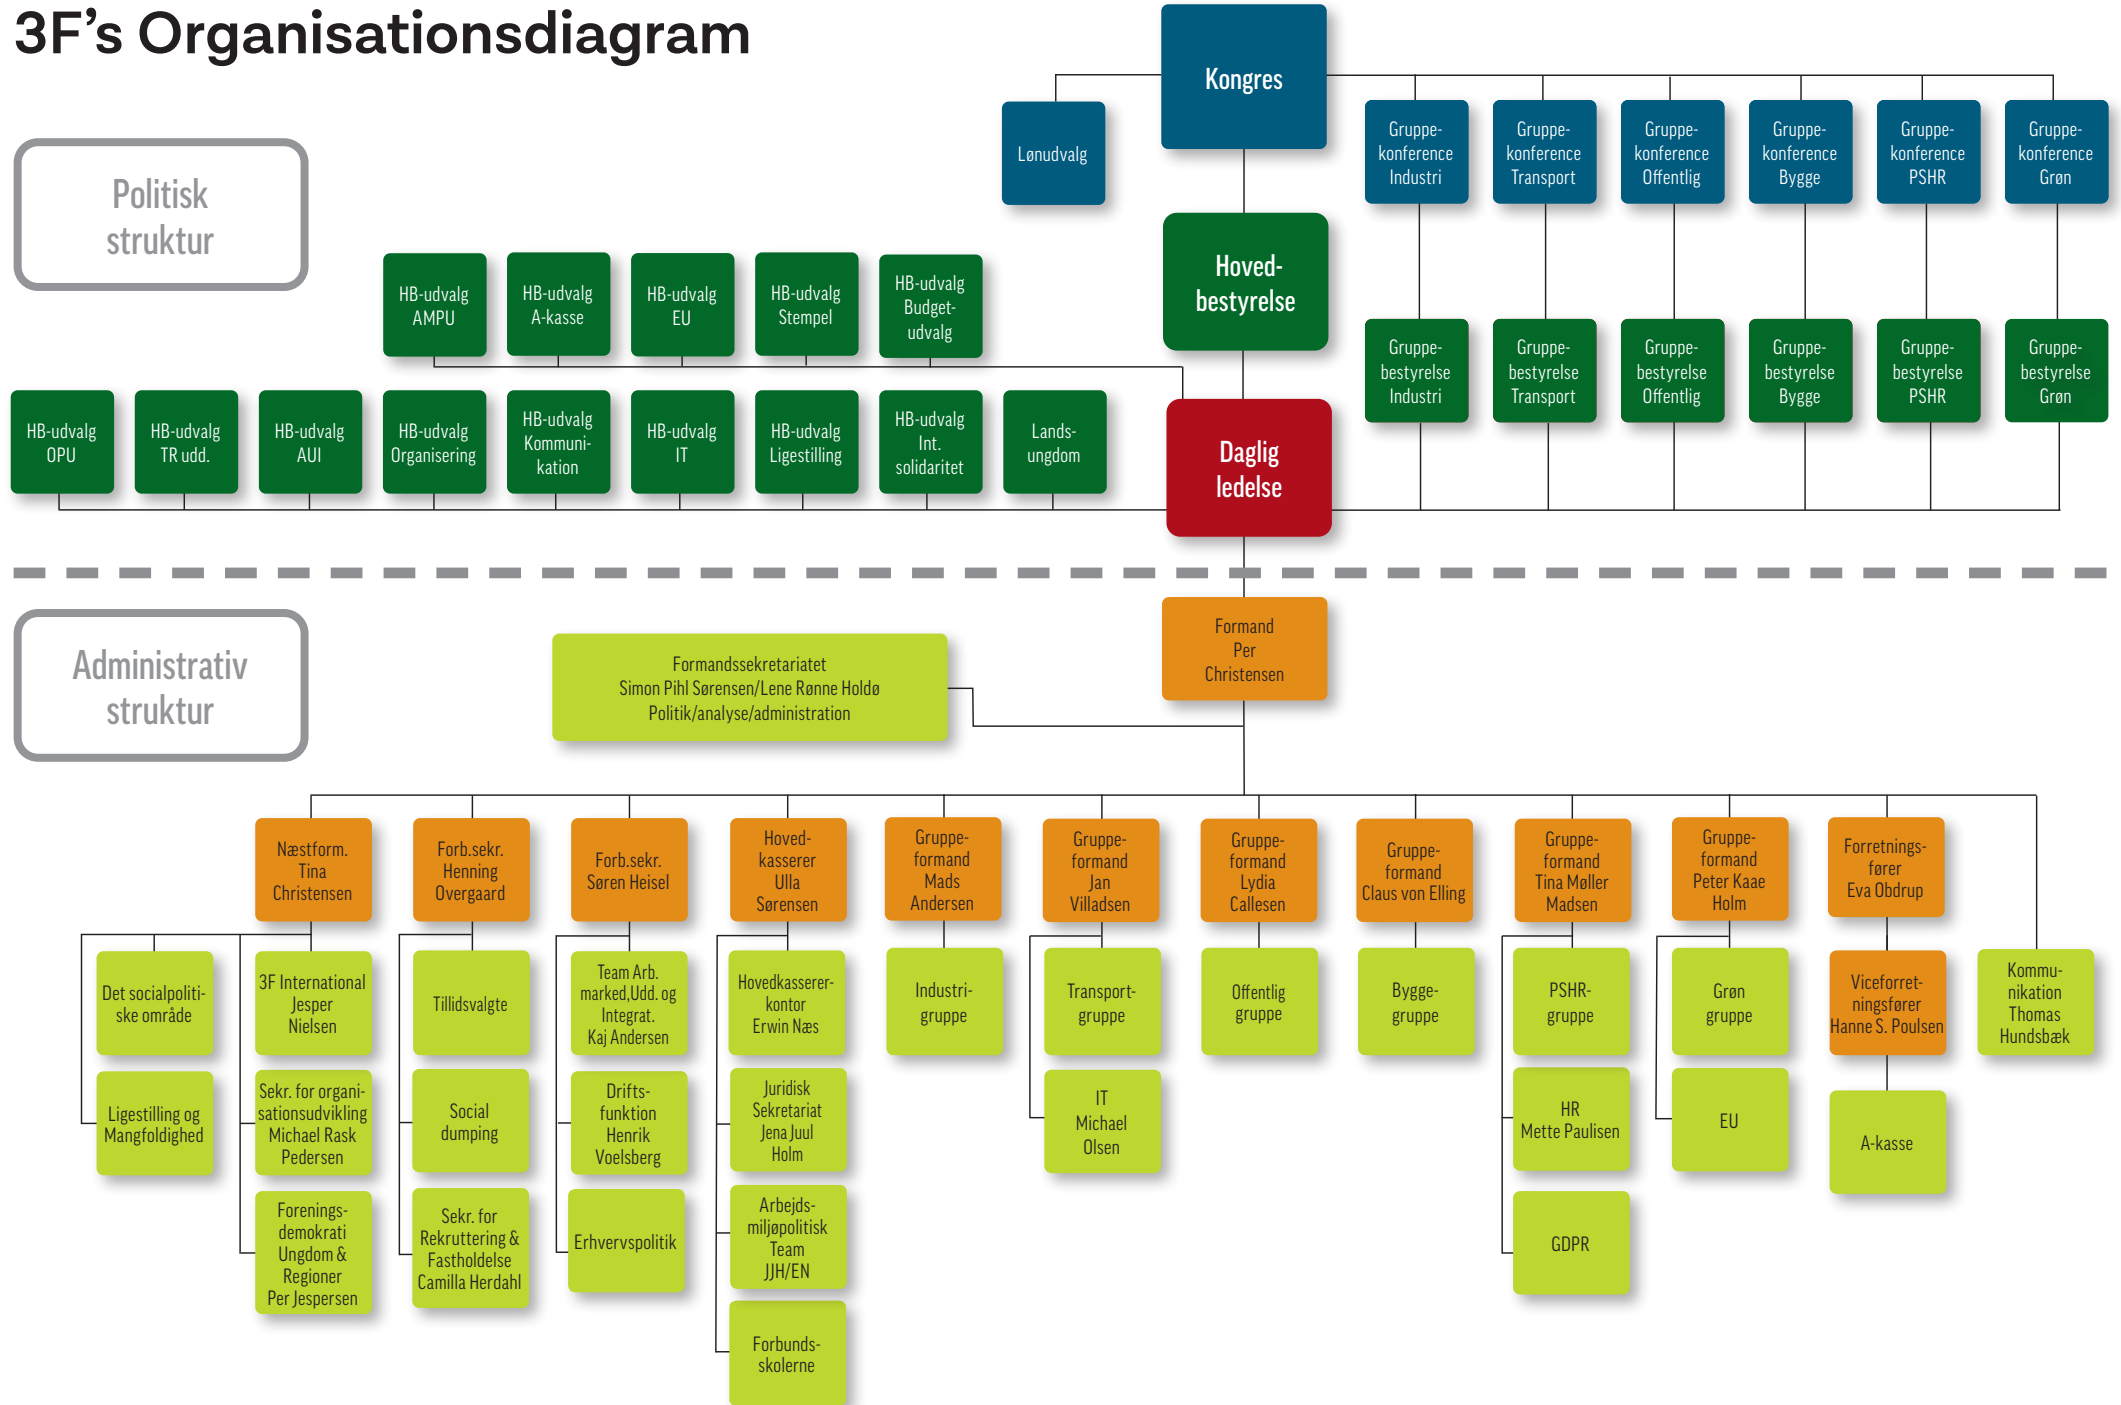 3F's Organisationsdiagram
Kongres
Lønudvalg
Gruppe-
konference
Industri
Gruppe-
konference
Transport
Gruppe-
konference
Offentlig
Gruppe-
konference
Bygge
Gruppe-
konference
PSHR
Gruppe-
konference
Grøn
Politisk
struktur
Hoved-
bestyrelse
HB-udvalg
AMPU
HB-udvalg
A-kasse
HB-udvalg
EU
HB-udvalg
Stempel
HB-udvalg
Budget-
udvalg
Gruppe-
bestyrelse
Industri
Gruppe-
bestyrelse
Transport
Gruppe-
bestyrelse
Offentlig
Gruppe-
bestyrelse
Bygge
Gruppe-
bestyrelse
PSHR
Gruppe-
bestyrelse
Grøn
HB-udvalg
OPU
HB-udvalg
TR udd.
HB-udvalg
AUI
HB-udvalg
Organisering
HB-udvalg
Kommuni-
kation
HB-udvalg
IT
HB-udvalg
Ligestilling
HB-udvalg
Int.
solidaritet
Lands-
ungdom
Daglig
ledelse
Administrativ
struktur
Formand
Per
Christensen
Formandssekretariatet
Simon Pihl Sørensen/Lene Rønne Holdø
Politik/analyse/administration
Næstform.
Tina
Christensen
Forb.sekr.
Henning
Overgaard
Forb.sekr.
Søren Heisel
Hoved-
kasserer
Ulla
Sørensen
Gruppe-
formand
Mads
Andersen
Gruppe-
formand
Jan
Villadsen
Gruppe-
formand
Lydia
Callesen
Gruppe-
formand
Claus von Elling
Gruppe-
formand
Tina Møller
Madsen
Gruppe-
formand
Peter Kaae
Holm
Forretnings-
fører
Eva Obdrup
Det socialpoliti-
ske område
3F International
Jesper
Nielsen
Tillidsvalgte
Team Arb.
marked,Udd. og
Integrat.
Kaj Andersen
Hovedkasserer-
kontor
Erwin Næs
Industri-
gruppe
Transport-
gruppe
Offentlig
gruppe
Bygge-
gruppe
PSHR-
gruppe
Grøn
gruppe
Viceforret-
ningsfører
Hanne S. Poulsen
Kommu-
nikation
Thomas
Hundsbæk
Ligestilling og
Mangfoldighed
Sekr. for organi-
sationsudvikling
Michael Rask
Pedersen
Social
dumping
Drifts-
funktion
Henrik
Voelsberg
Juridisk
Sekretariat
Jena Juul
Holm
IT
Michael
Olsen
HR
Mette Paulisen
EU
A-kasse
Forenings-
demokrati
Ungdom &
Regioner
Per Jespersen
Sekr. for
Rekruttering &
Fastholdelse
Camilla Herdahl
Erhvervspolitik
Arbejds-
miljøpolitisk
Team
JJH/EN
GDPR
Forbunds-
skolerne